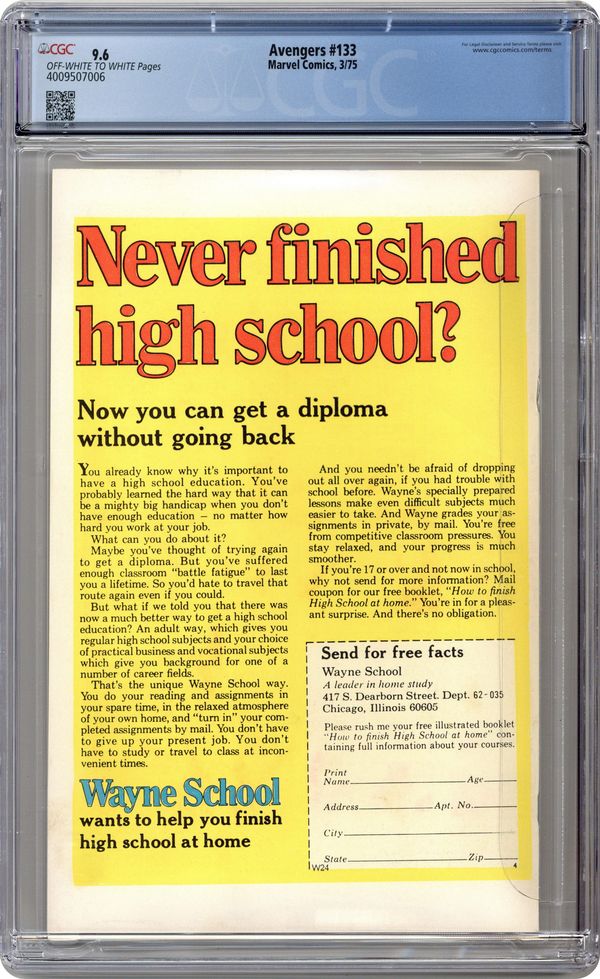 CGC 9.6
OFF-WHITE TO WHITE Pages
4009507006
Avengers #133
Marvel Comics, 3/75
For Legal Disclaimer and Service Terms please visit
www.cgccomics.com/terms
CGC
Never finished
high school?
Now you can get a diploma
without going back
You already know why it's important to
have a high school education. You've
probably learned the hard way that it can
be a mighty big handicap when you don't
have enough education – no matter how
hard you work at your job.
What can you do about it?
Maybe you've thought of trying again
to get a diploma. But you've suffered
enough classroom "battle fatigue" to last
you a lifetime. So you'd hate to travel that
route again even if you could.
But what if we told you that there was
now a much better way to get a high school
education? An adult way, which gives you
regular high school subjects and your choice
of practical business and vocational subjects
which give you background for one of a
number of career fields.
That's the unique Wayne School way.
You do your reading and assignments in
your spare time, in the relaxed atmosphere
of your own home, and "turn in" your com-
pleted assignments by mail. You don't have
to give up your present job. You don't
have to study or travel to class at incon-
venient times.
Wayne School
wants to help you finish
high school at home
And you needn't be afraid of dropping
out all over again, if you had trouble with
school before. Wayne's specially prepared
lessons make even difficult subjects much
easier to take. And Wayne grades your as-
signments in private, by mail. You're free
from competitive classroom pressures. You
stay relaxed, and your progress is much
smoother.
If you're 17 or over and not now in school,
why not send for more information? Mail
coupon for our free booklet, "How to finish
High School at home." You're in for a pleas-
ant surprise. And there's no obligation.
Send for free facts
Wayne School
A leader in home study
417 S. Dearborn Street. Dept. 62-035
Chicago, Illinois 60605
Please rush me your free illustrated booklet
"How to finish High School at home" con-
taining full information about your courses.
Print
Name Age
Address Apt. No.
City
State Zip
W24 4